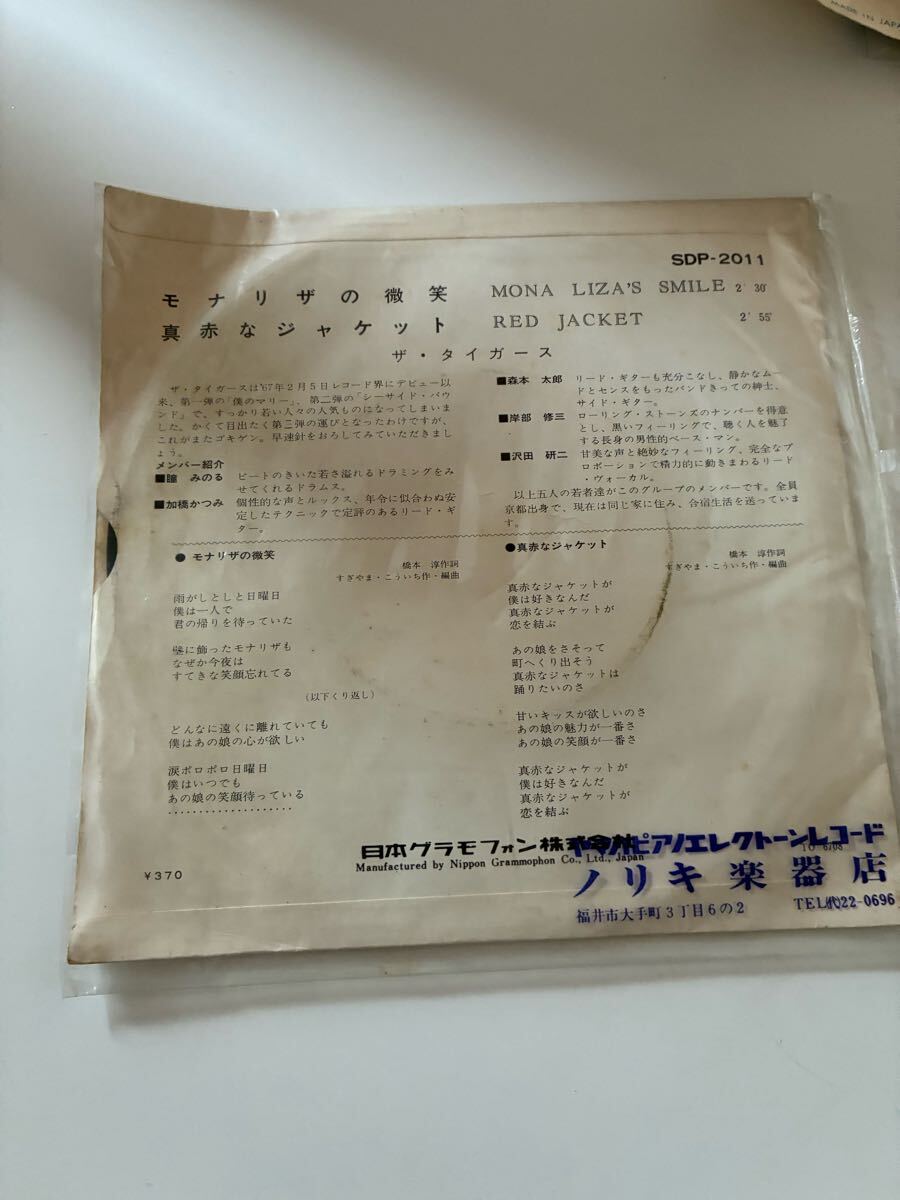 MADE IN JAPA
SDP-2011
モナリザの微笑 MONA LIZA'S SMILE 2' 30"
真赤なジャケット RED JACKET 2' 55"
ザ・タイガース
ザ・タイガースは'67年2月5日レコード界にデビュー以
来、第一弾の「僕のマリー」、第二弾の「シーサイド・バウ
ンド」で、すっかり若い人々の人気ものになってしまいま
した。かくて目出たく第三弾の運びとなったわけですが、
これがまたゴキゲン。早速針をおろしてみていただきまし
ょう。
メンバー紹介
■瞳 みのる ビートのきいた若さ溢れるドラミングをみ
せてくれるドラムス。
■加橋かつみ 個性的な声とルックス、年令に似合わぬ安
定したテクニックで定評のあるリード・ギ
ター。
■森本 太郎 リード・ギターも充分こなし、静かなムー
ドとセンスをもったバンドきっての紳士、
サイド・ギター。
■岸部 修三 ローリング・ストーンズのナンバーを得意
とし、黒いフィーリングで、聴く人を魅了
する長身の男性的ベース・マン。
■沢田 研二 甘美な声と絶妙なフィーリング、完全なプ
ロポーションで精力的に動きまわるリード
・ヴォーカル。
以上五人の若者達がこのグループのメンバーです。全員
京都出身で、現在は同じ家に住み、合宿生活を送っていま
す。
●モナリザの微笑
橋本 淳作詞
すぎやま・こういち作・編曲
雨がしとしと日曜日
僕は一人で
君の帰りを待っていた
壁に飾ったモナリザも
なぜか今夜は
すてきな笑顔忘れてる
(以下くり返し)
どんなに遠くに離れていても
僕はあの娘の心が欲しい
涙ポロポロ日曜日
僕はいつでも
あの娘の笑顔待っている
・・・・・・・・・・・・・・・・・・
●真赤なジャケット
橋本 淳作詞
すぎやま・こういち作・編曲
真赤なジャケットが
僕は好きなんだ
真赤なジャケットが
恋を結ぶ
あの娘をさそって
町へくり出そう
真赤なジャケットは
踊りたいのさ
甘いキッスが欲しいのさ
あの娘の魅力が一番さ
あの娘の笑顔が一番さ
真赤なジャケットが
僕は好きなんだ
真赤なジャケットが
恋を結ぶ
日本グラモフォン株式会社
Manufactured by Nippon Grammophon Co., Ltd., Japan
¥370
TO 6708
ピアノエレクトーンレコード
ノリキ楽器店
福井市大手町3丁目6の2 TEL(代)22-0696